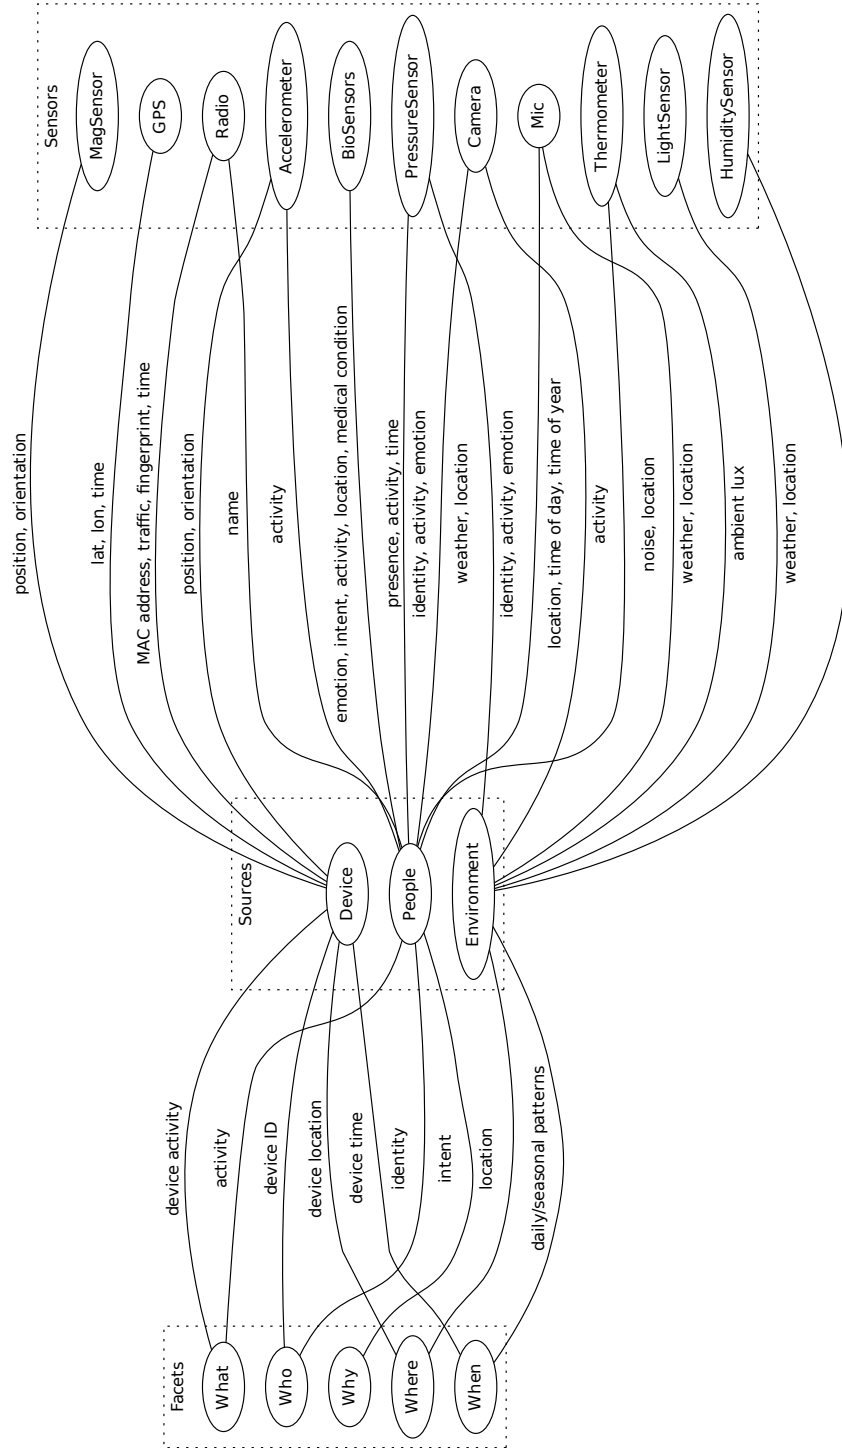 Sensors
MagSensor
GPS
Radio
Accelerometer
BioSensors
PressureSensor
Camera
Mic
Thermometer
LightSensor
HumiditySensor
position, orientation
lat, lon, time
MAC address, traffic, fingerprint, time
position, orientation
name
activity
emotion, intent, activity, location, medical condition
presence, activity, time
identity, activity, emotion
weather, location
identity, activity, emotion
location, time of day, time of year
activity
noise, location
weather, location
ambient lux
weather, location
Sources
Device
People
Environment
device activity
activity
device ID
device location
device time
identity
intent
location
daily/seasonal patterns
Facets
What
Who
Why
Where
When